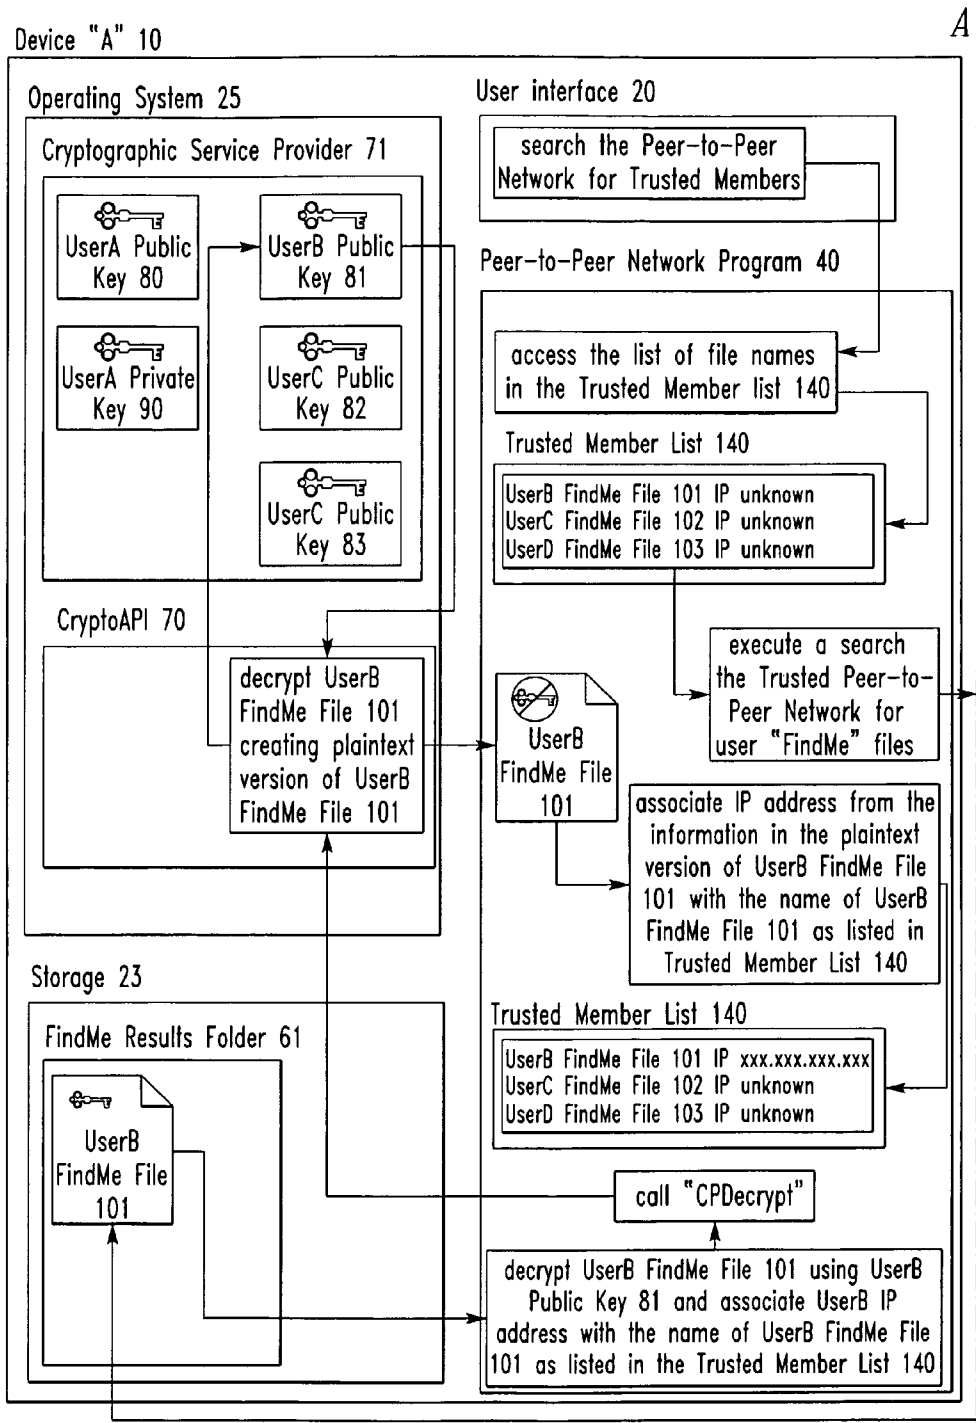 A
Device "A" 10
Operating System 25
Cryptographic Service Provider 71
UserA Public
Key 80
UserB Public
Key 81
UserA Private
Key 90
UserC Public
Key 82
UserC Public
Key 83
CryptoAPI 70
decrypt UserB
FindMe File 101
creating plaintext
version of UserB
FindMe File 101
Storage 23
FindMe Results Folder 61
UserB
FindMe File
101
User interface 20
search the Peer-to-Peer
Network for Trusted Members
Peer-to-Peer Network Program 40
access the list of file names
in the Trusted Member list 140
Trusted Member List 140
UserB FindMe File 101 IP unknown
UserC FindMe File 102 IP unknown
UserD FindMe File 103 IP unknown
execute a search
the Trusted Peer-to-
Peer Network for
user "FindMe" files
UserB
FindMe File
101
associate IP address from the
information in the plaintext
version of UserB FindMe File
101 with the name of UserB
FindMe File 101 as listed in
Trusted Member List 140
Trusted Member List 140
UserB FindMe File 101 IP xxx.xxx.xxx.xxx
UserC FindMe File 102 IP unknown
UserD FindMe File 103 IP unknown
call "CPDecrypt"
decrypt UserB FindMe File 101 using UserB
Public Key 81 and associate UserB IP
address with the name of UserB FindMe File
101 as listed in the Trusted Member List 140